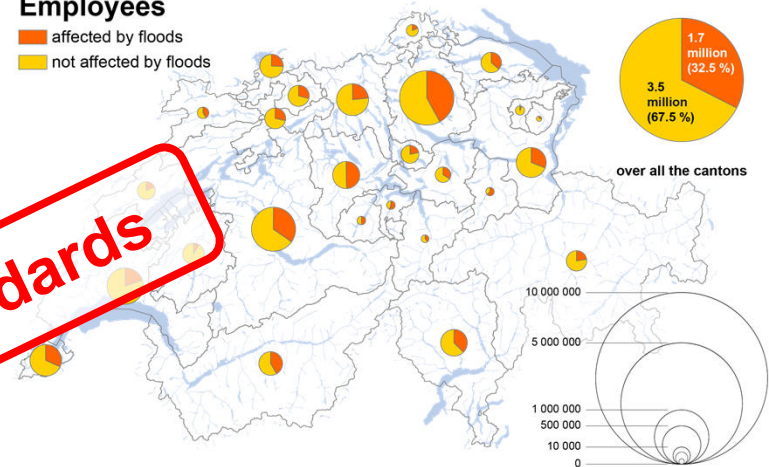 Employees
affected by floods
not affected by floods
1.7
million
(32.5 %)
3.5
million
(67.5 %)
over all the cantons
10 000 000
5 000 000
1 000 000
500 000
10 000
0